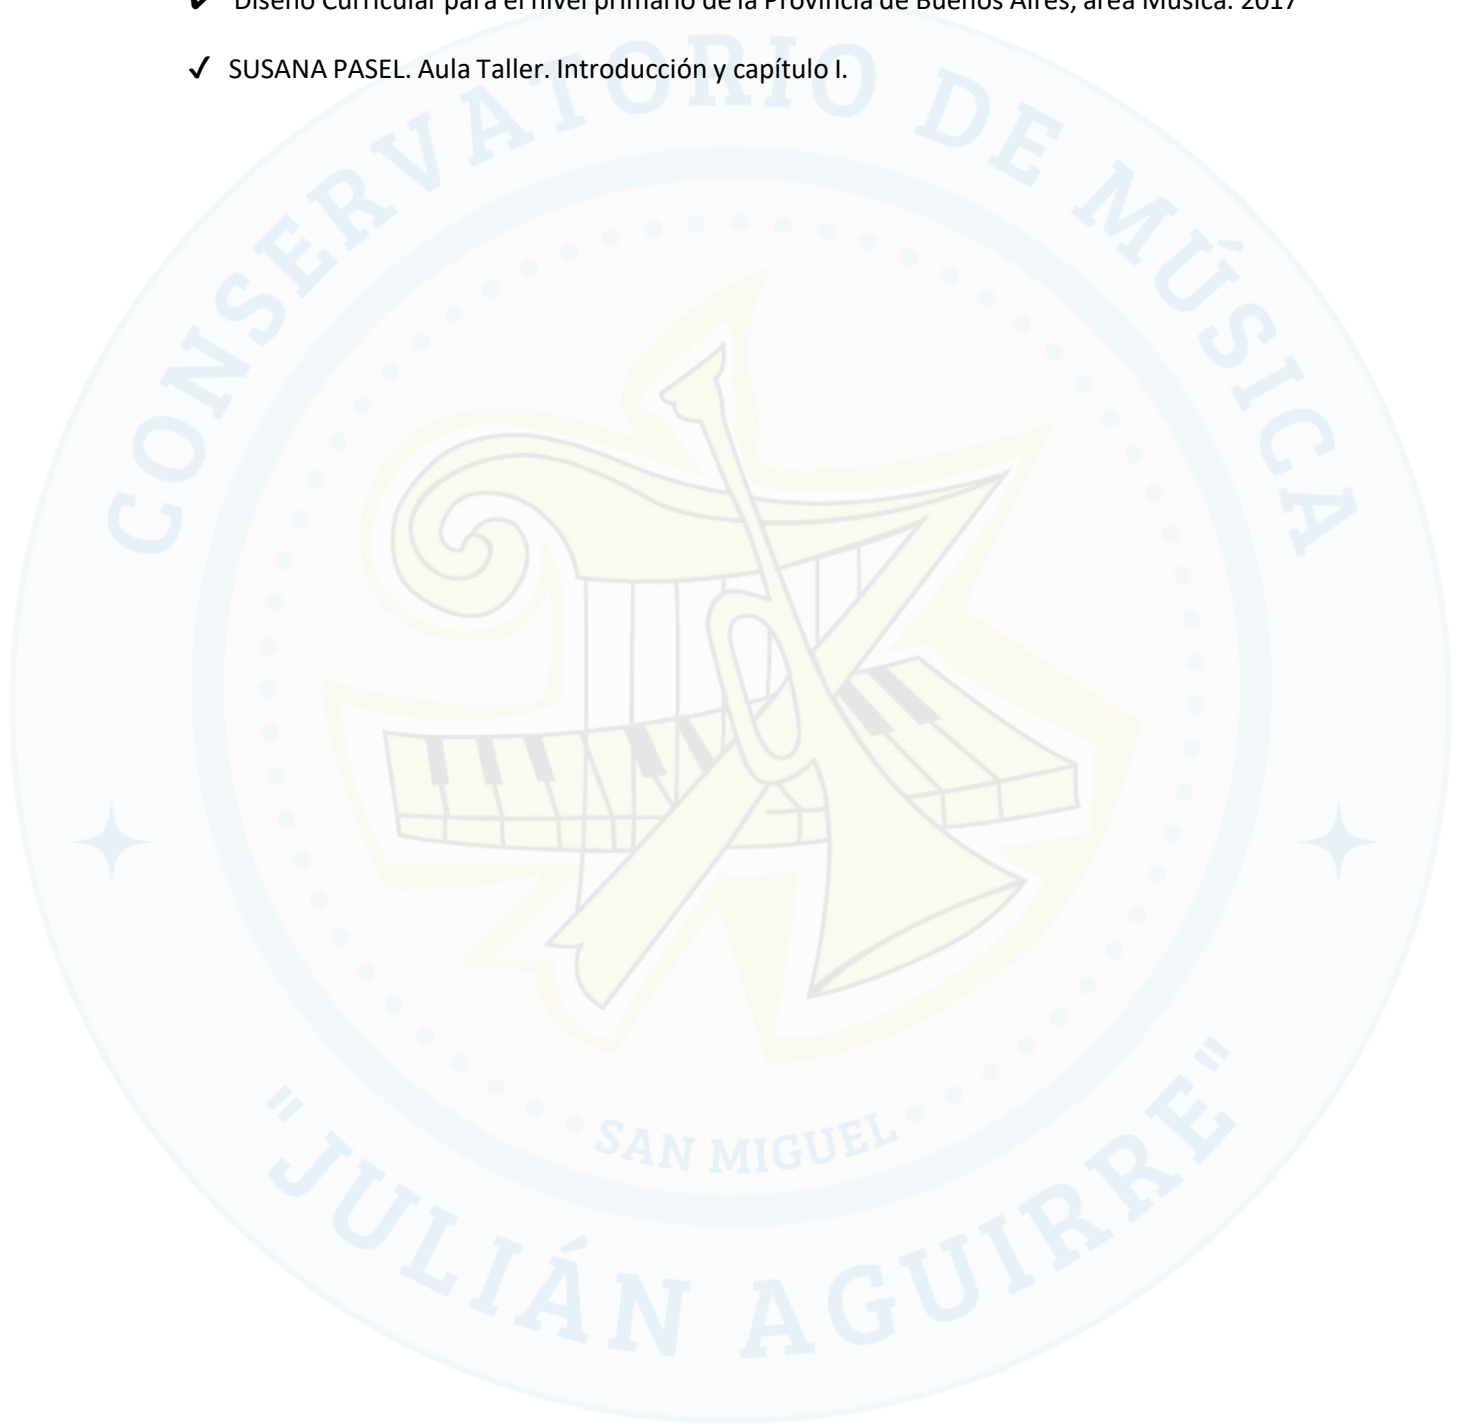 ✔ Diseño Curricular para el nivel primario de la Provincia de Buenos Aires, área Música. 2017
✓ SUSANA PASEL. Aula Taller. Introducción y capítulo I.
CONSERVATORIO DE MÚSICA
SAN MIGUEL
"JULIÁN AGUIRRE"